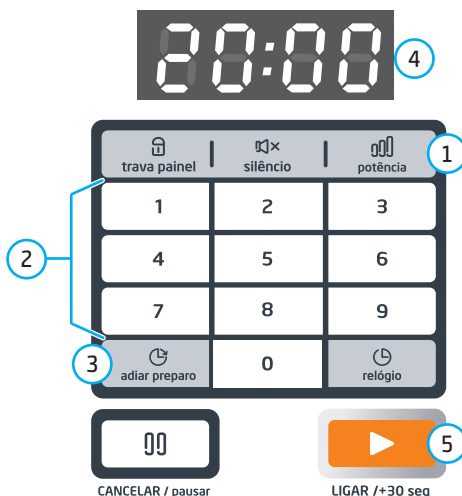 20:00
4
trava painel silêncio potência
1
1 2 3
2
4 5 6
7 8 9
3
adiar preparo 0 relógio
5
CANCELAR / pausar LIGAR /+30 seg